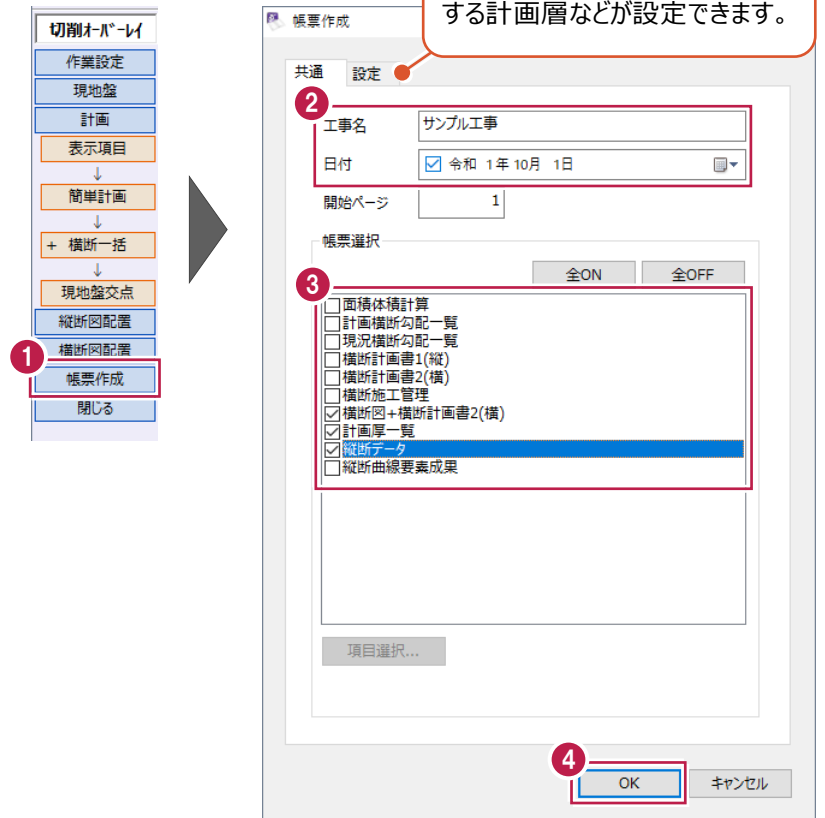 切削ｵｰﾊﾞｰﾚｲ
作業設定
現地盤
計画
表示項目
↓
簡単計画
↓
+ 横断一括
↓
現地盤交点
縦断図配置
横断図配置
1
帳票作成
閉じる
する計画層などが設定できます。
帳票作成
共通
設定
2
工事名
サンプル工事
日付
令和 1年 10月 1日
開始ページ
1
帳票選択
全ON
全OFF
3
面積体積計算
計画横断勾配一覧
現況横断勾配一覧
横断計画書1(縦)
横断計画書2(横)
横断施工管理
横断図+横断計画書2(横)
計画厚一覧
縦断データ
縦断曲線要素成果
項目選択...
4
OK
キャンセル